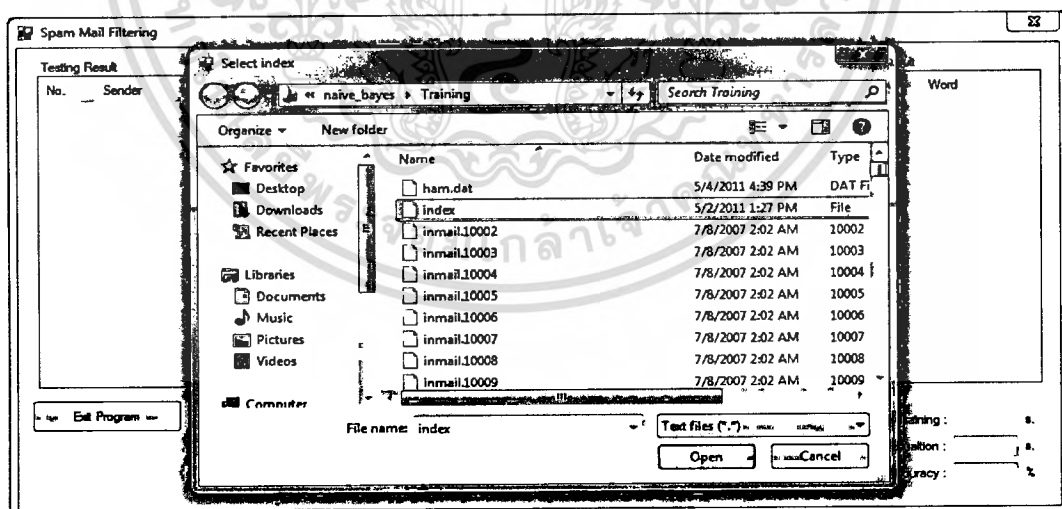 Spam Mail Filtering
Testing Result
No. Sender
Word
Select index
« naive_bayes ▸ Training
Search Training
Organize New folder
Name Date modified Type
Favorites
Desktop
Downloads
Recent Places
Libraries
Documents
Music
Pictures
Videos
Computer
ham.dat 5/4/2011 4:39 PM DAT Fi
index 5/2/2011 1:27 PM File
inmail.10002 7/8/2007 2:02 AM 10002
inmail.10003 7/8/2007 2:02 AM 10003
inmail.10004 7/8/2007 2:02 AM 10004
inmail.10005 7/8/2007 2:02 AM 10005
inmail.10006 7/8/2007 2:02 AM 10006
inmail.10007 7/8/2007 2:02 AM 10007
inmail.10008 7/8/2007 2:02 AM 10008
inmail.10009 7/8/2007 2:02 AM 10009
File name: index
Text files (*.*)
Open Cancel
Exit Program
aining : s.
s.
uracy : %